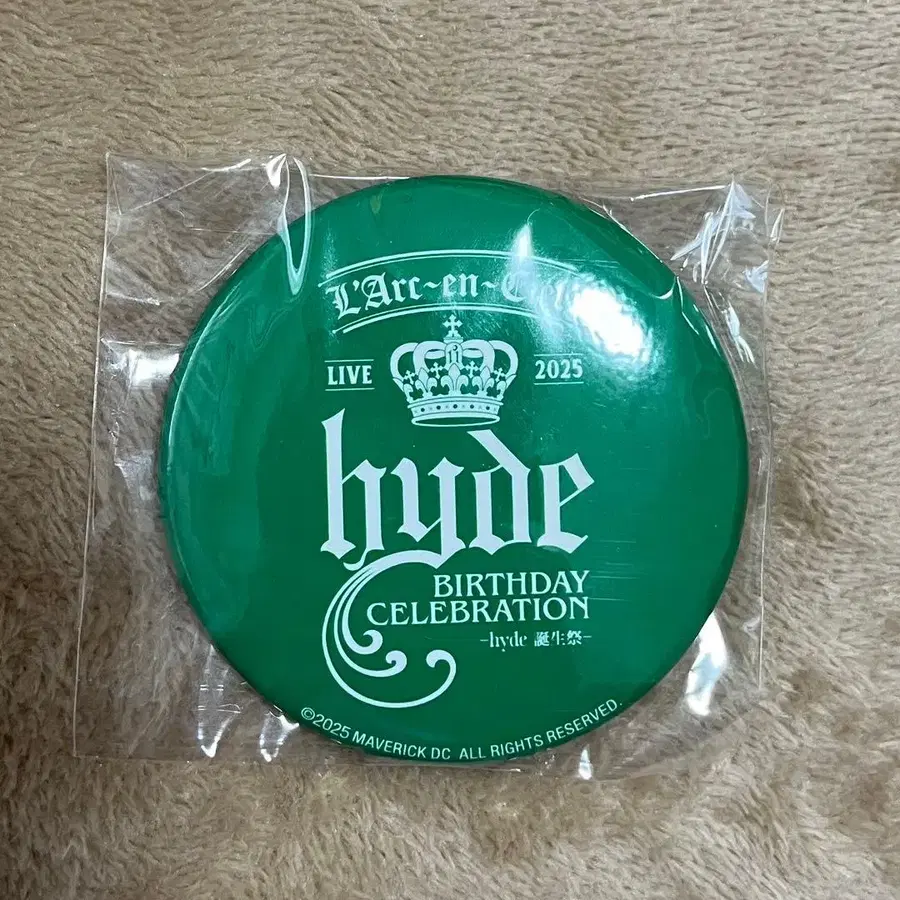 L'Arc~en~Ciel
LIVE 2025
hyde
BIRTHDAY
CELEBRATION
-hyde 誕生祭-
©2025 MAVERICK DC ALL RIGHTS RESERVED.